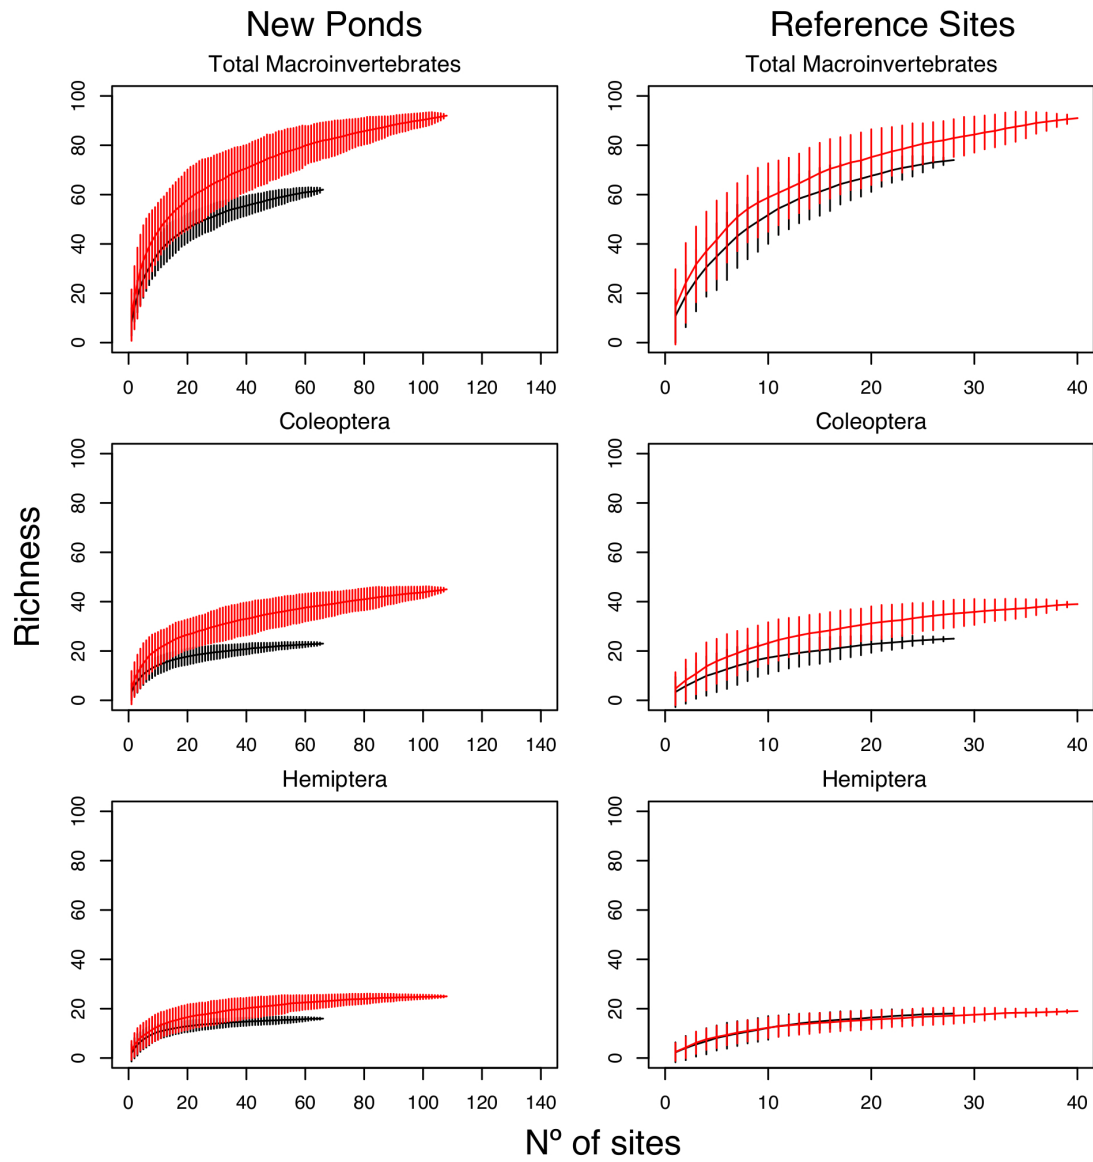 New Ponds Reference Sites
Total Macroinvertebrates Total Macroinvertebrates
0 20 40 60 80 100
0 20 40 60 80 100 120 140
0 20 40 60 80 100
0 10 20 30 40
Coleoptera Coleoptera
0 20 40 60 80 100
0 20 40 60 80 100 120 140
0 20 40 60 80 100
0 10 20 30 40
Richness
Hemiptera Hemiptera
0 20 40 60 80 100
0 20 40 60 80 100 120 140
0 20 40 60 80 100
0 10 20 30 40
Nº of sites